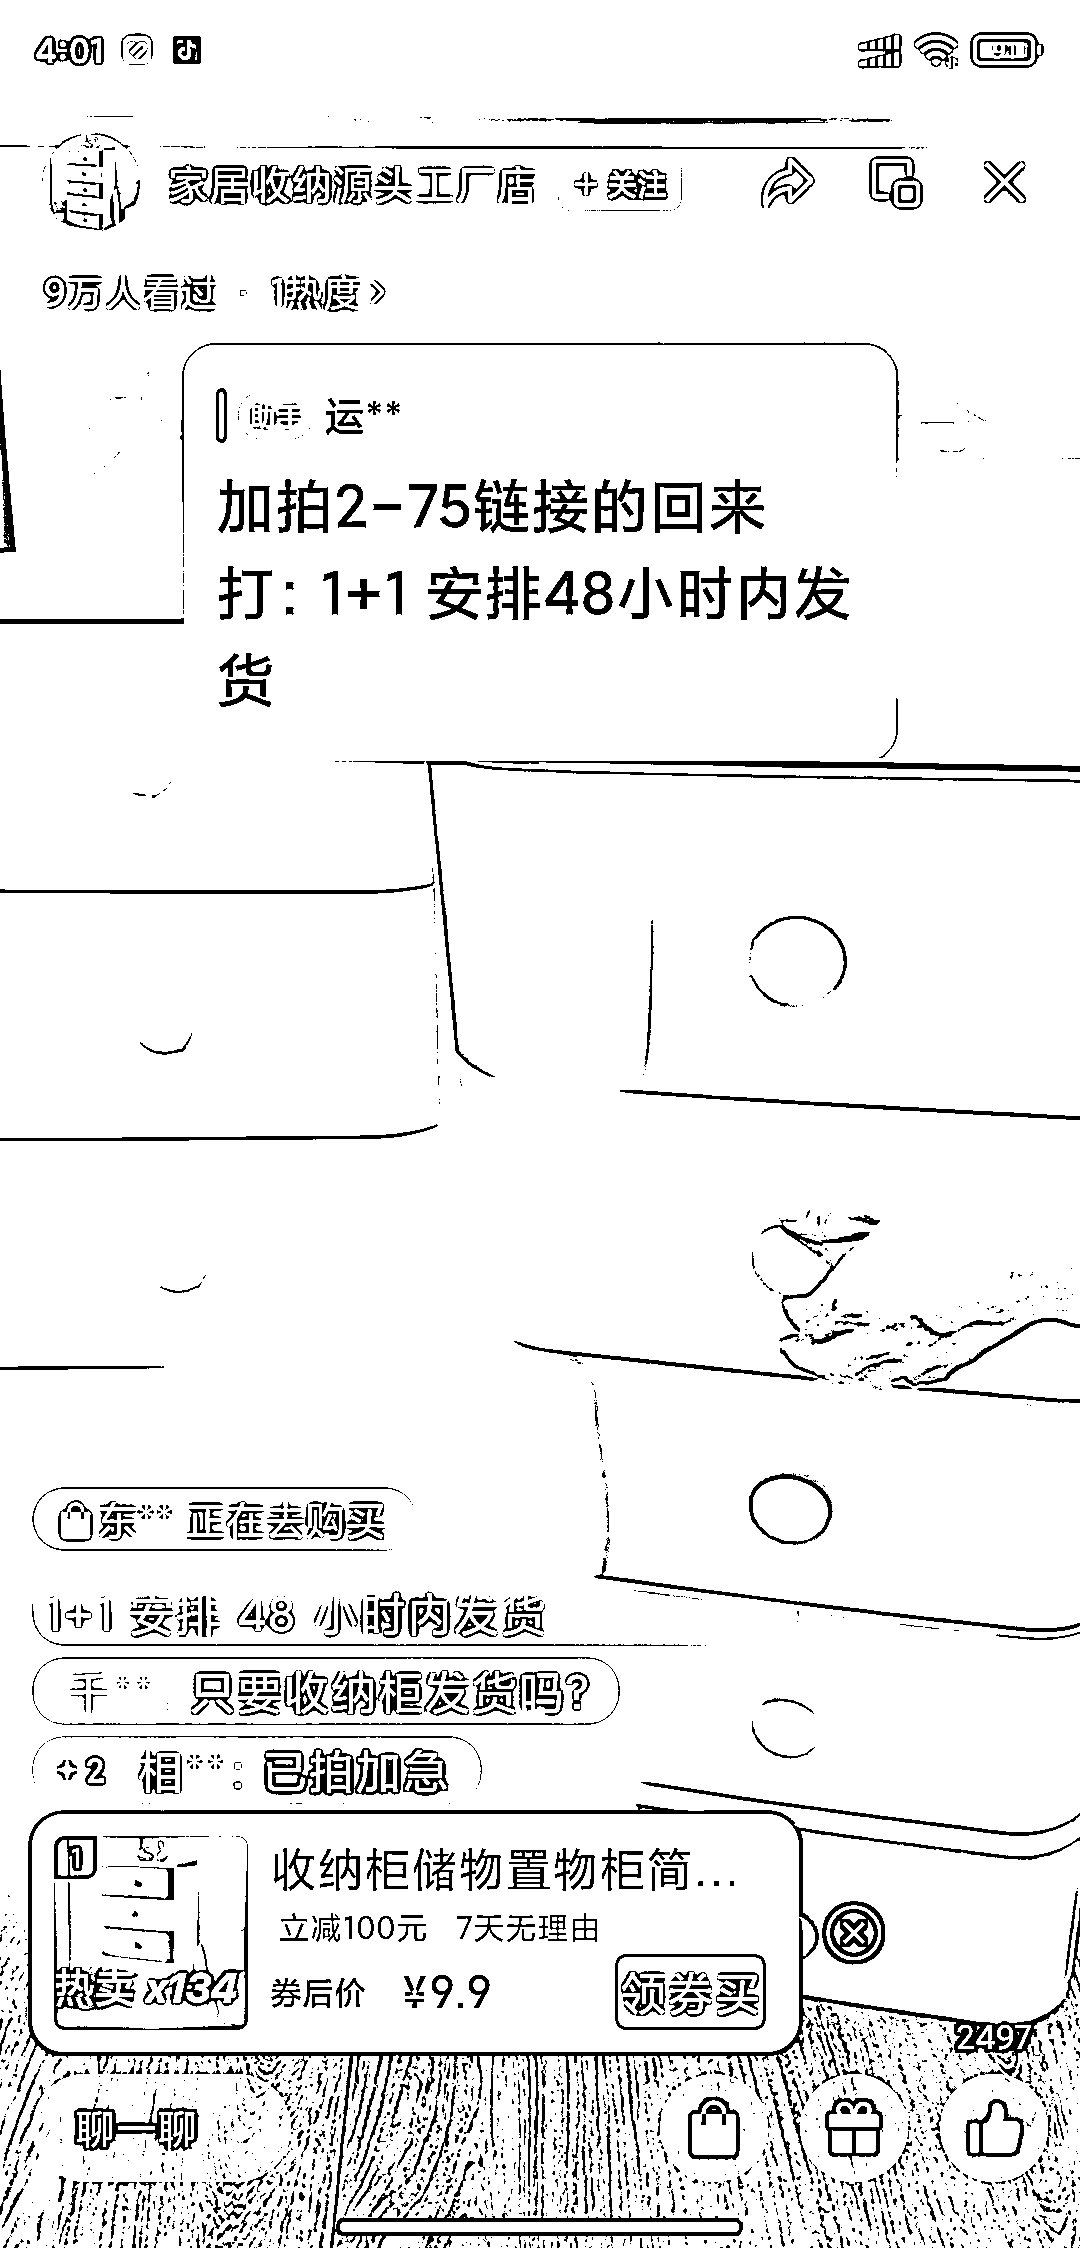 4:01
家居收纳源头工厂店 + 关注
9万人看过 · 1热度
助手 运**
加拍2-75链接的回来
打：1+1 安排48小时内发
货
东** 正在去购买
1+1 安排 48 小时内发货
手** 只要收纳柜发货吗?
+2 相**：已拍加急
1
收纳柜储物置物柜简...
立减100元 7天无理由
热卖 x134
券后价 ¥9.9
领券买
2497
聊一聊